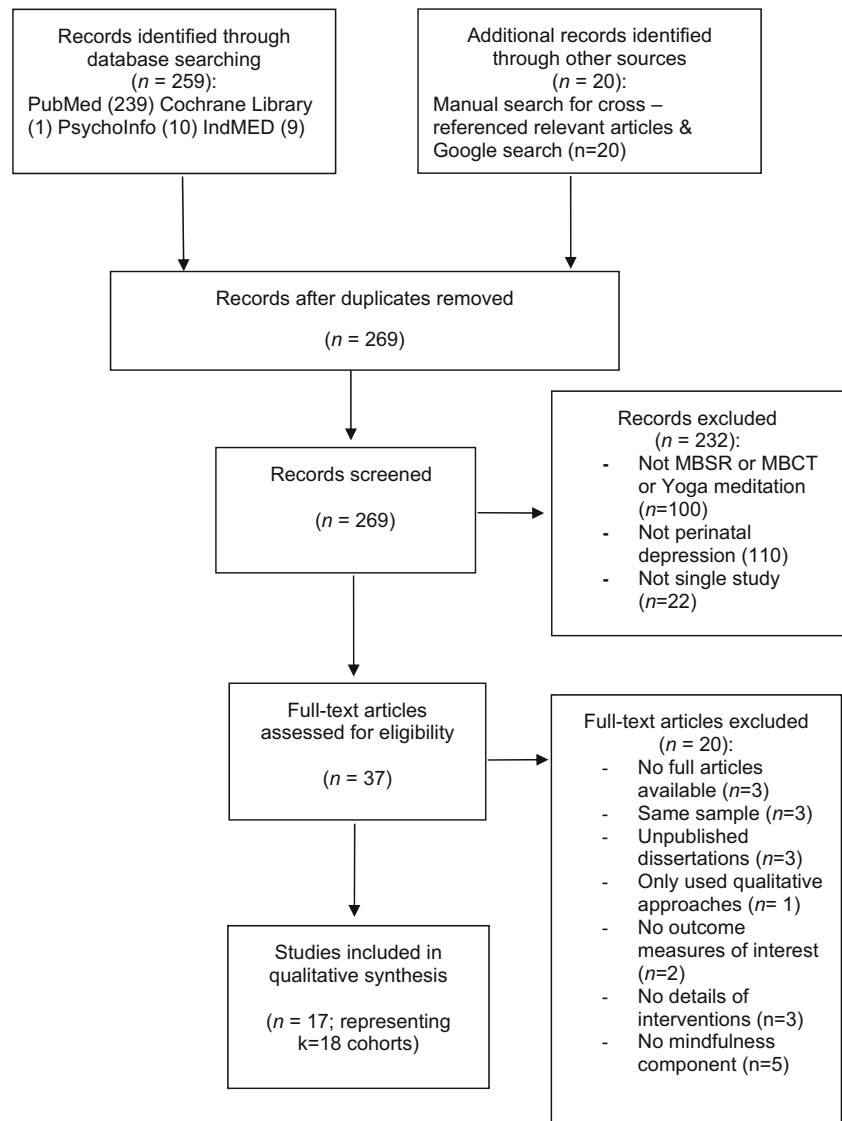 Records identified through
database searching
(n = 259):
PubMed (239) Cochrane Library
(1) PsychoInfo (10) IndMED (9)
Additional records identified
through other sources
(n = 20):
Manual search for cross –
referenced relevant articles &
Google search (n=20)
Records after duplicates removed
(n = 269)
Records screened
(n = 269)
Records excluded
(n = 232):
- Not MBSR or MBCT
or Yoga meditation
(n=100)
- Not perinatal
depression (110)
- Not single study
(n=22)
Full-text articles
assessed for eligibility
(n = 37)
Full-text articles excluded
(n = 20):
- No full articles
available (n=3)
- Same sample (n=3)
- Unpublished
dissertations (n=3)
- Only used qualitative
approaches (n= 1)
- No outcome
measures of interest
(n=2)
- No details of
interventions (n=3)
- No mindfulness
component (n=5)
Studies included in
qualitative synthesis
(n = 17; representing
k=18 cohorts)